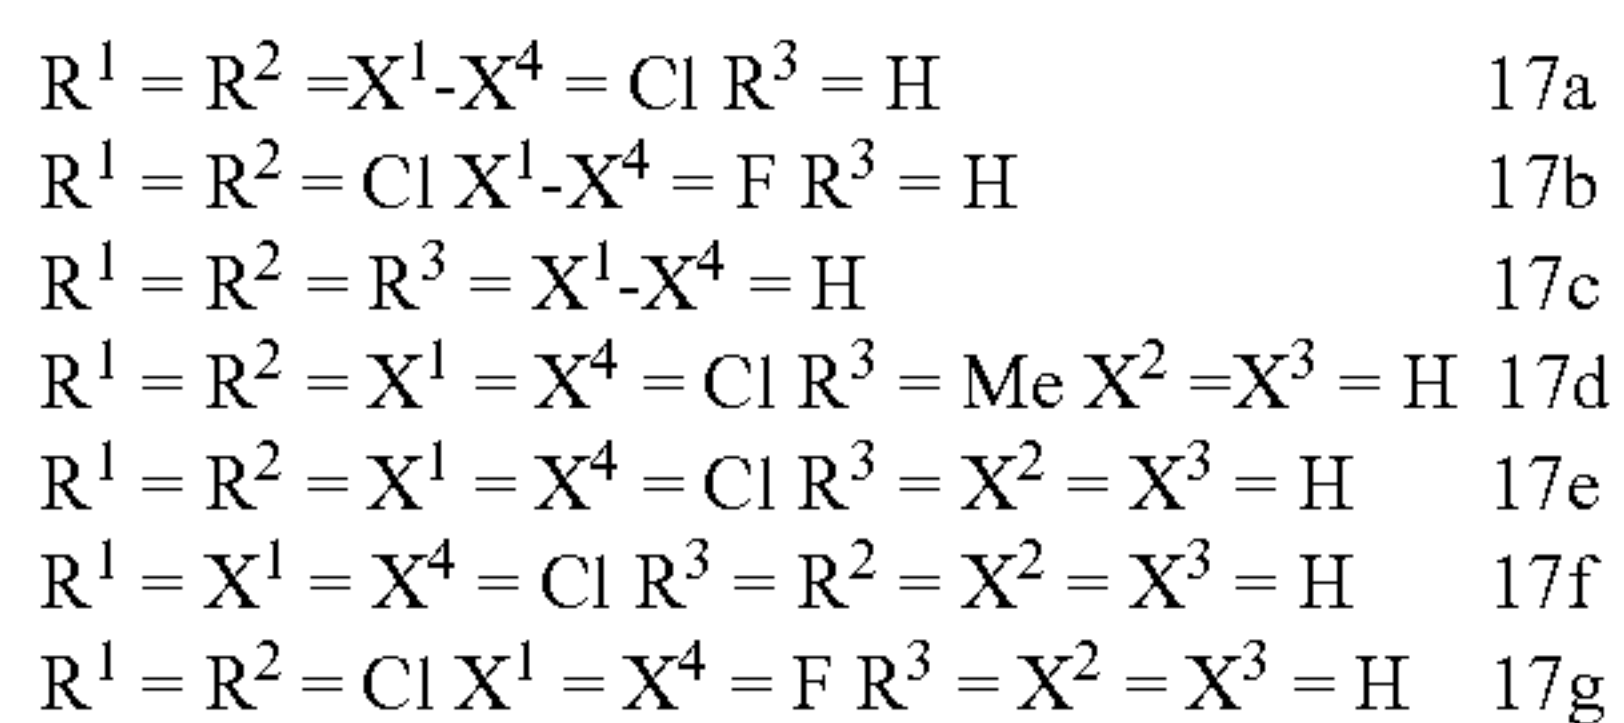 R¹ = R² =X¹-X⁴ = Cl R³ = H 17a
R¹ = R² = Cl X¹-X⁴ = F R³ = H 17b
R¹ = R² = R³ = X¹-X⁴ = H 17c
R¹ = R² = X¹ = X⁴ = Cl R³ = Me X² =X³ = H 17d
R¹ = R² = X¹ = X⁴ = Cl R³ = X² = X³ = H 17e
R¹ = X¹ = X⁴ = Cl R³ = R² = X² = X³ = H 17f
R¹ = R² = Cl X¹ = X⁴ = F R³ = X² = X³ = H 17g